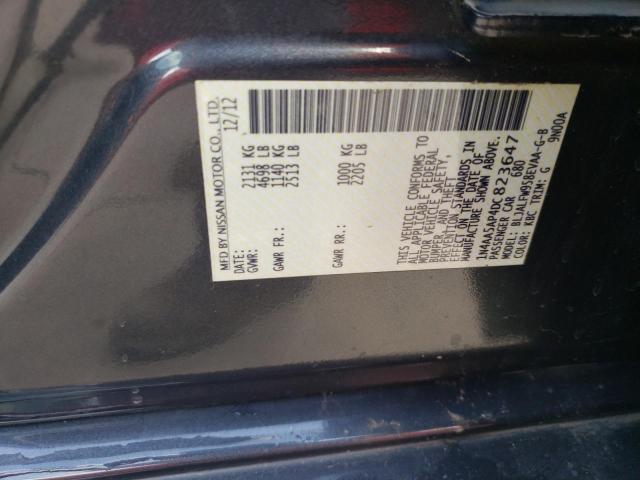 MFD BY NISSAN MOTOR CO., LTD.
DATE: 12/12
GVWR: 2131 KG
4698 LB
GAWR FR.: 1140 KG
2513 LB
GAWR RR.: 1000 KG
2205 LB
THIS VEHICLE CONFORMS TO
ALL APPLICABLE FEDERAL
MOTOR VEHICLE SAFETY,
BUMPER, AND THEFT
PREVENTION STANDARDS IN
EFFECT ON THE DATE OF
MANUFACTURE SHOWN ABOVE.
1N4AA5AP4DC823647
PASSENGER CAR 680
MODEL: BLJALFW958EVAA-G-B
COLOR: KBC TRIM: G 9N00A